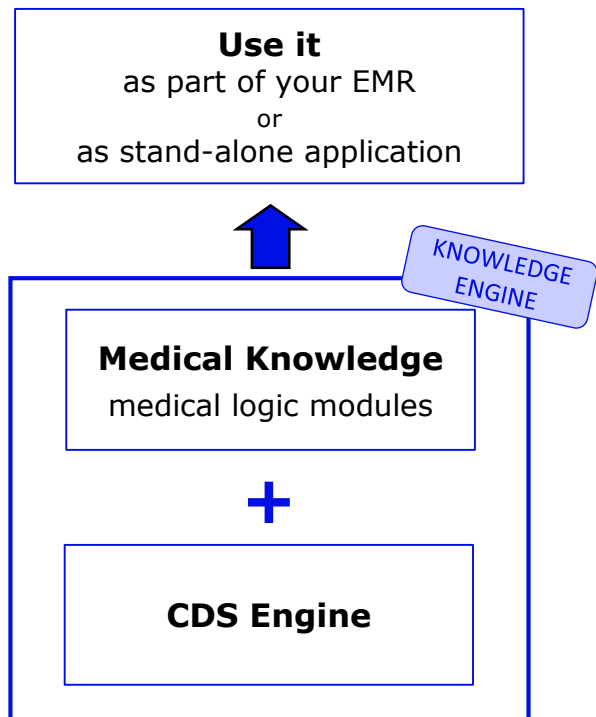 Use it
as part of your EMR
or
as stand-alone application
KNOWLEDGE
ENGINE
Medical Knowledge
medical logic modules
+
CDS Engine